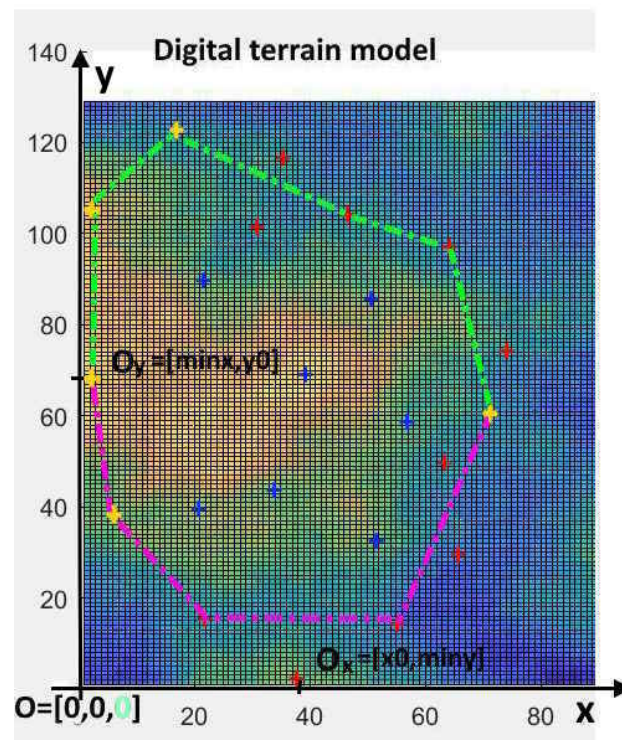 Digital terrain model
140
y
120
100
80
Oy=[minx,y0]
60
40
20
Ox=[x0,miny]
O=[0,0,0]
20 40 60 80 x